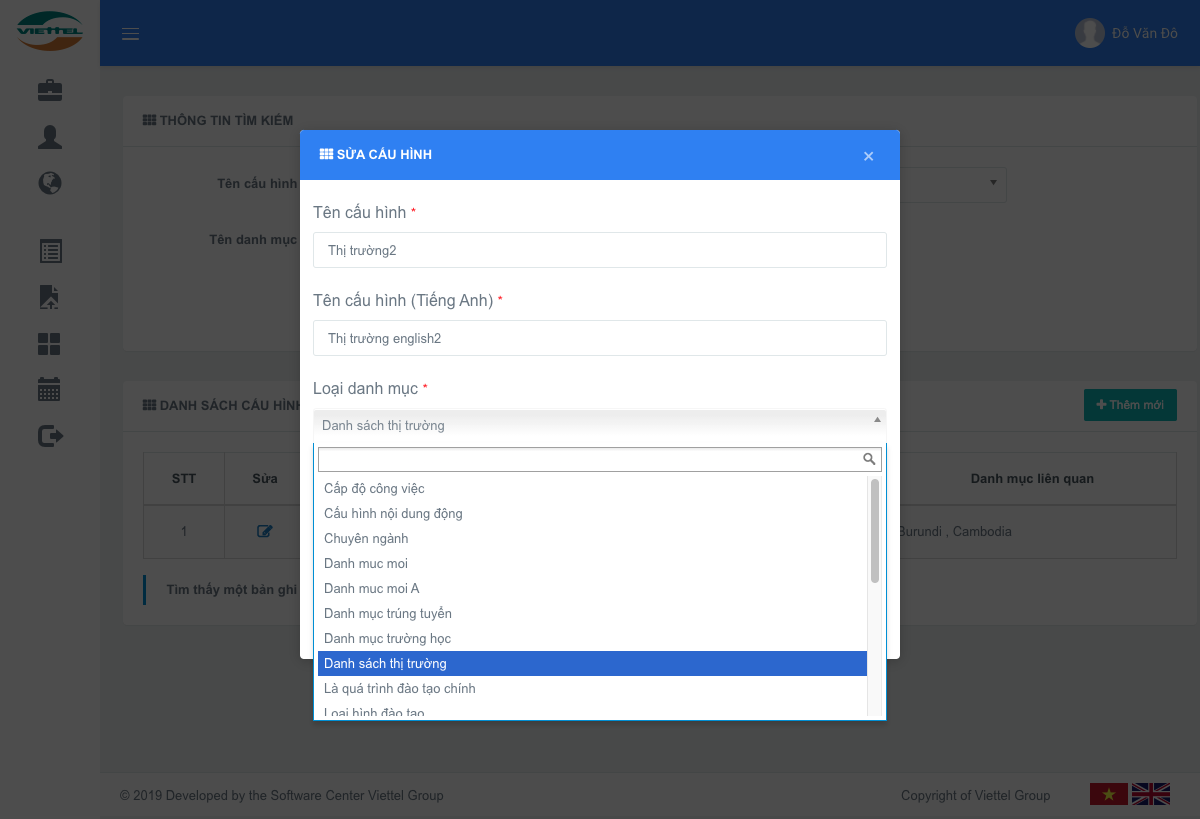 VIETTEL
Đỗ Văn Đô
THÔNG TIN TÌM KIẾM
Tên cấu hình
Tên danh mục
SỬA CẤU HÌNH
×
Tên cấu hình *
Thị trường2
Tên cấu hình (Tiếng Anh) *
Thị trường english2
Loại danh mục *
Danh sách thị trường
Cấp độ công việc
Cấu hình nội dung động
Chuyên ngành
Danh muc moi
Danh muc moi A
Danh mục trúng tuyển
Danh mục trường học
Danh sách thị trường
Là quá trình đào tạo chính
Loại hình đào tạo
DANH SÁCH CẤU HÌNH
Thêm mới
STT Sửa Danh mục liên quan
1 Burundi , Cambodia
Tìm thấy một bản ghi
© 2019 Developed by the Software Center Viettel Group
Copyright of Viettel Group